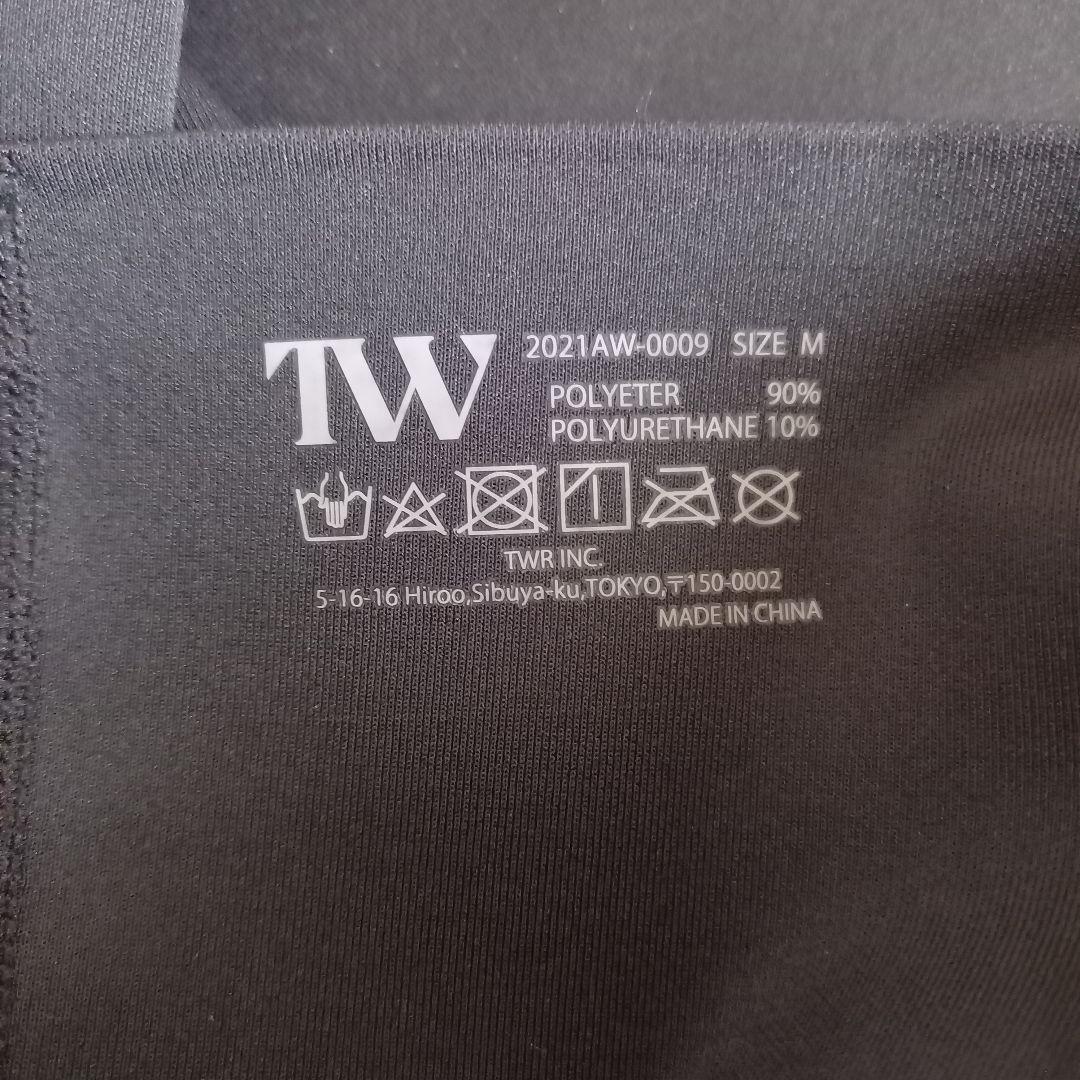 TW
2021AW-0009 SIZE M
POLYETER 90%
POLYURETHANE 10%
TWR INC.
5-16-16 Hiroo,Sibuya-ku,TOKYO,〒150-0002
MADE IN CHINA